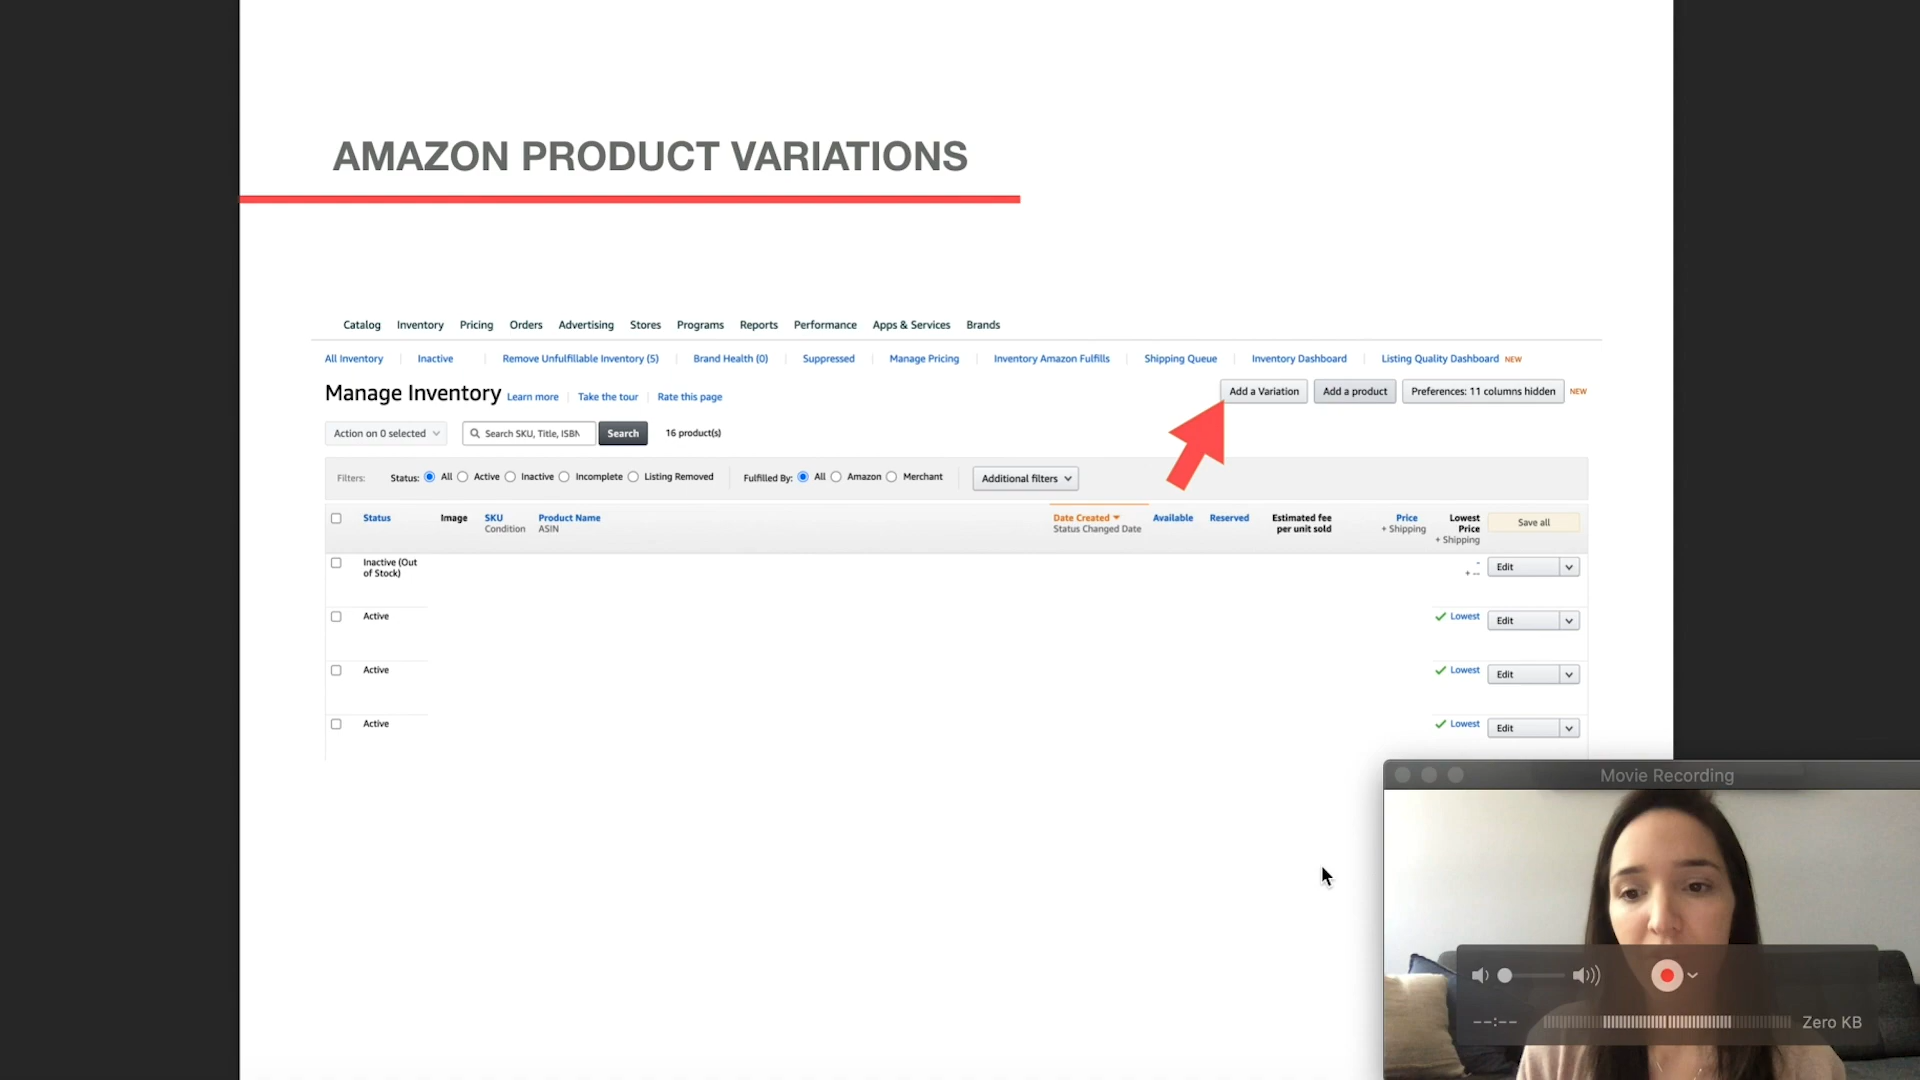 AMAZON PRODUCT VARIATIONS
Catalog Inventory Pricing Orders Advertising Stores Programs Reports Performance Apps & Services Brands
All Inventory Inactive Remove Unfulfillable Inventory (5) Brand Health (0) Suppressed Manage Pricing Inventory Amazon Fulfills Shipping Queue Inventory Dashboard Listing Quality Dashboard NEW
Manage Inventory Learn more Take the tour Rate this page Add a Variation Add a product Preferences: 11 columns hidden NEW
Action on 0 selected Search SKU, Title, ISBN Search 16 product(s)
Filters: Status: All Active Inactive Incomplete Listing Removed Fulfilled By: All Amazon Merchant Additional filters
Status Image SKU Product Name Date Created Available Reserved Estimated fee Price Lowest Save all
Condition ASIN Status Changed Date per unit sold + Shipping Price
+ Shipping
Inactive (Out - Edit
of Stock) + --
Active Lowest Edit
Active Lowest Edit
Active Lowest Edit
Movie Recording
--:-- Zero KB